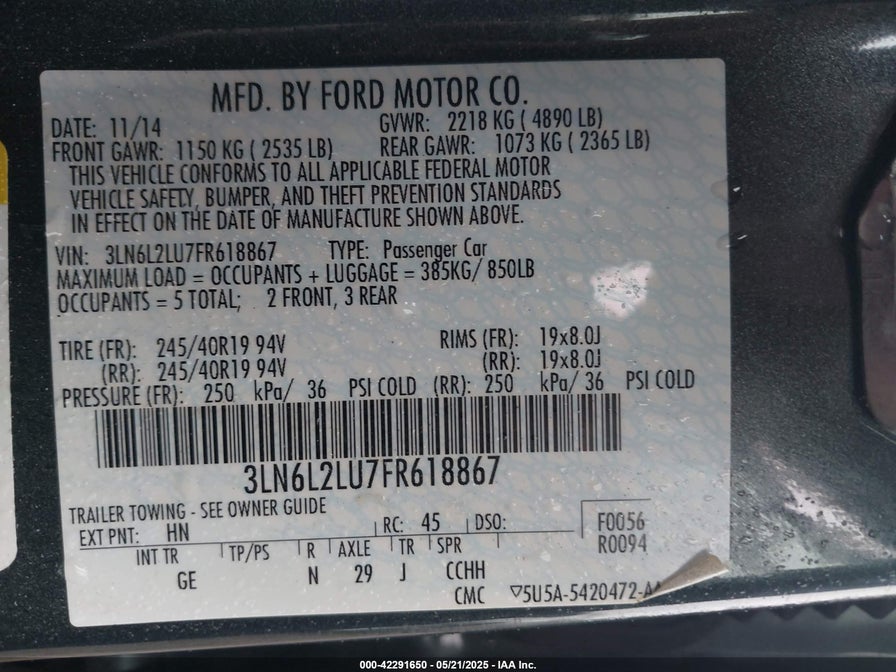 MFD. BY FORD MOTOR CO.
DATE: 11/14 GVWR: 2218 KG ( 4890 LB)
FRONT GAWR: 1150 KG ( 2535 LB) REAR GAWR: 1073 KG ( 2365 LB)
THIS VEHICLE CONFORMS TO ALL APPLICABLE FEDERAL MOTOR
VEHICLE SAFETY, BUMPER, AND THEFT PREVENTION STANDARDS
IN EFFECT ON THE DATE OF MANUFACTURE SHOWN ABOVE.
VIN: 3LN6L2LU7FR618867 TYPE: Passenger Car
MAXIMUM LOAD = OCCUPANTS + LUGGAGE = 385KG/ 850LB
OCCUPANTS = 5 TOTAL; 2 FRONT, 3 REAR
TIRE (FR): 245/40R19 94V RIMS (FR): 19x8.0J
(RR): 245/40R19 94V (RR): 19x8.0J
PRESSURE (FR): 250 kPa/ 36 PSI COLD (RR): 250 kPa/ 36 PSI COLD
3LN6L2LU7FR618867
TRAILER TOWING - SEE OWNER GUIDE
EXT PNT: HN RC: 45 DSO: F0056
R0094
INT TR TP/PS R AXLE TR SPR
GE N 29 J CCHH
CMC ▽5U5A-5420472-
000-42291650 - 05/21/2025 - IAA Inc.